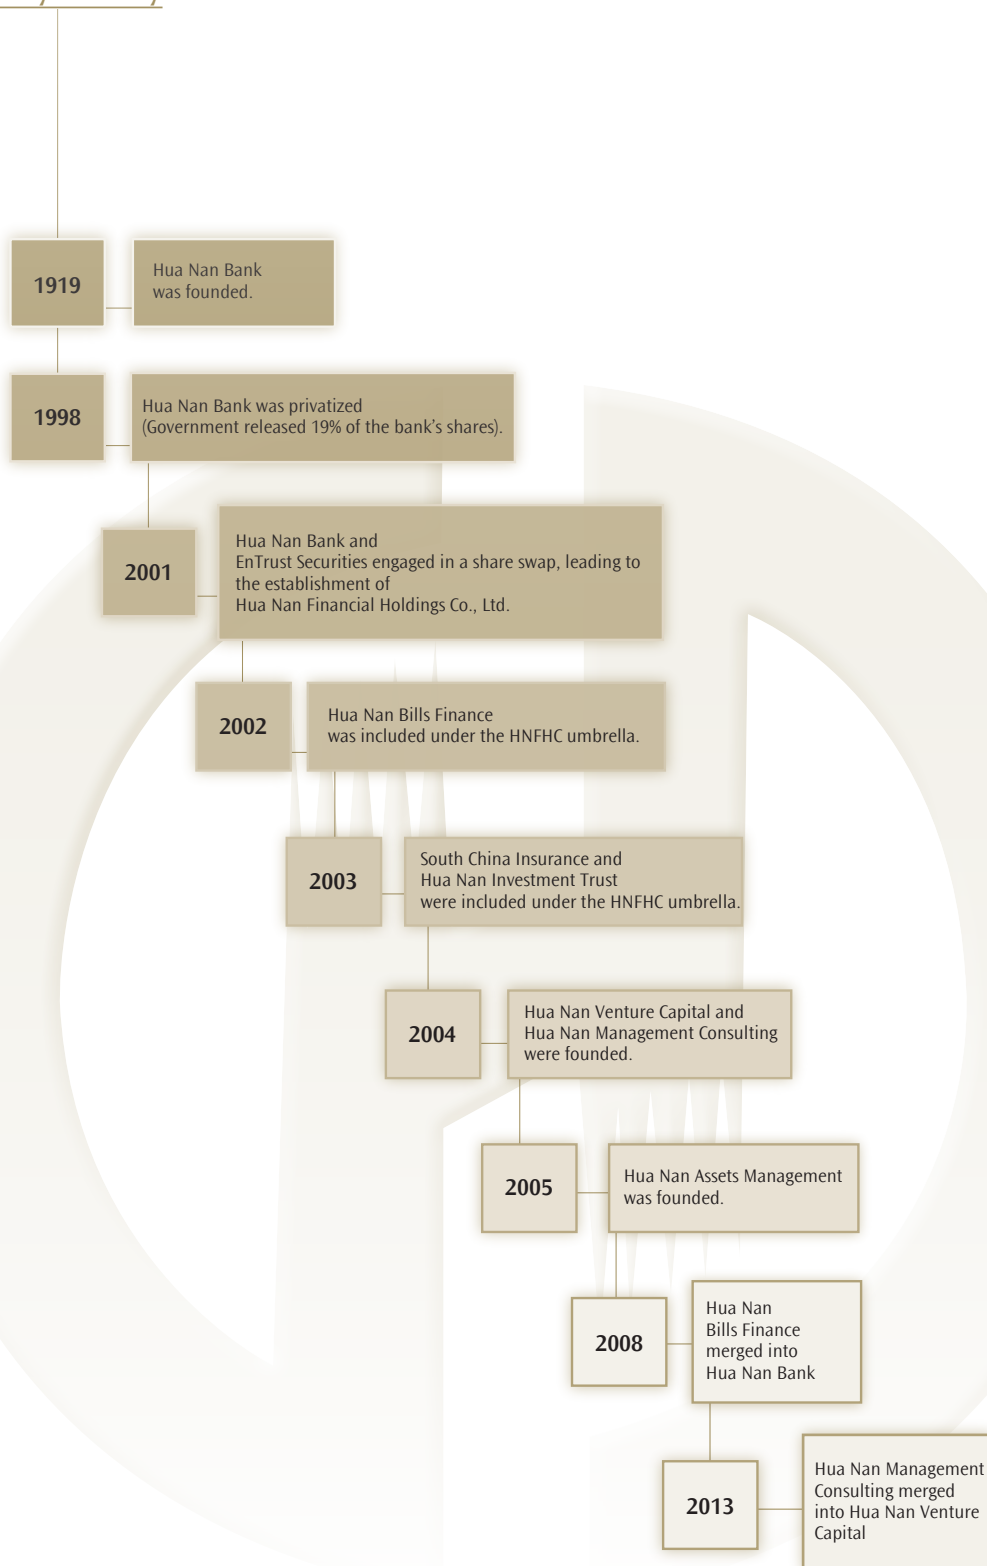 1919
Hua Nan Bank
was founded.
1998
Hua Nan Bank was privatized
(Government released 19% of the bank's shares).
2001
Hua Nan Bank and
EnTrust Securities engaged in a share swap, leading to
the establishment of
Hua Nan Financial Holdings Co., Ltd.
2002
Hua Nan Bills Finance
was included under the HNFHC umbrella.
2003
South China Insurance and
Hua Nan Investment Trust
were included under the HNFHC umbrella.
2004
Hua Nan Venture Capital and
Hua Nan Management Consulting
were founded.
2005
Hua Nan Assets Management
was founded.
2008
Hua Nan
Bills Finance
merged into
Hua Nan Bank
2013
Hua Nan Management
Consulting merged
into Hua Nan Venture
Capital